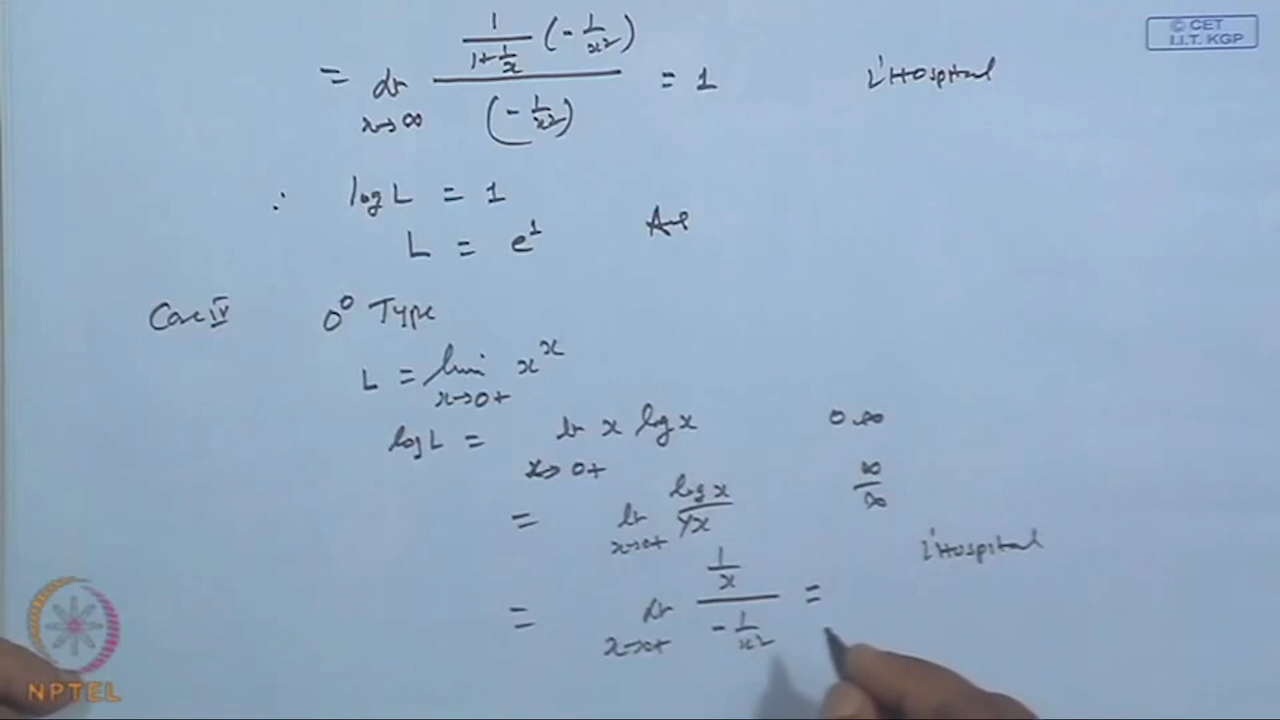 © CET
I.I.T. KGP
= lim x→∞ (1/(1+1/x) (-1/x²)) / (-1/x²) = 1 L'Hospital
∴ log L = 1
L = e¹ Ans
Case IV 0⁰ Type
L = lim x→0+ x^x
log L = lt x→0+ x log x 0.∞
= lt x→0+ log x / 1/x ∞/∞
= lt x→0+ (1/x) / (-1/x²) = L'Hospital
NPTEL